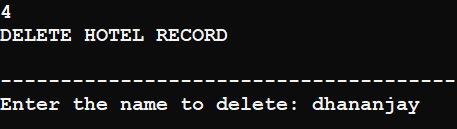 4
DELETE HOTEL RECORD
--------------------------------------
Enter the name to delete: dhananjay